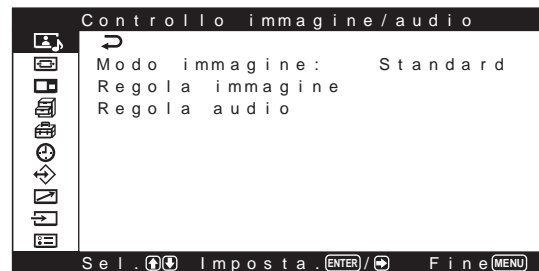 Controllo immagine/audio
Modo immagine: Standard
Regola immagine
Regola audio
Sel. Imposta. ENTER / Fine MENU